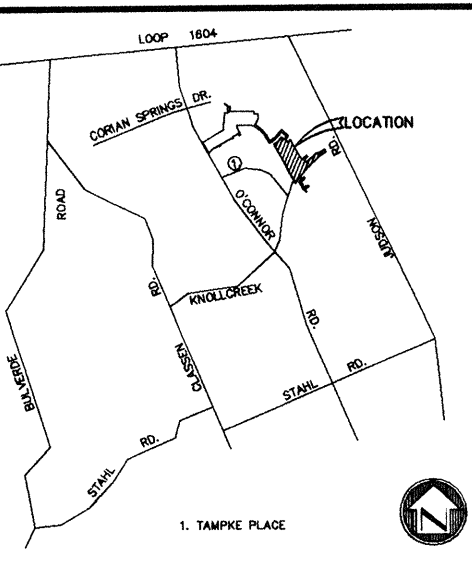 LOOP 1604
CORIAN SPRINGS DR.
LOCATION
RD.
JUDSON
1
O'CONNOR
RD.
ROAD
BULVERDE
KNOLLCREEK
RD.
CLASSEN
STAHL RD.
STAHL RD.
1. TAMPKE PLACE
N